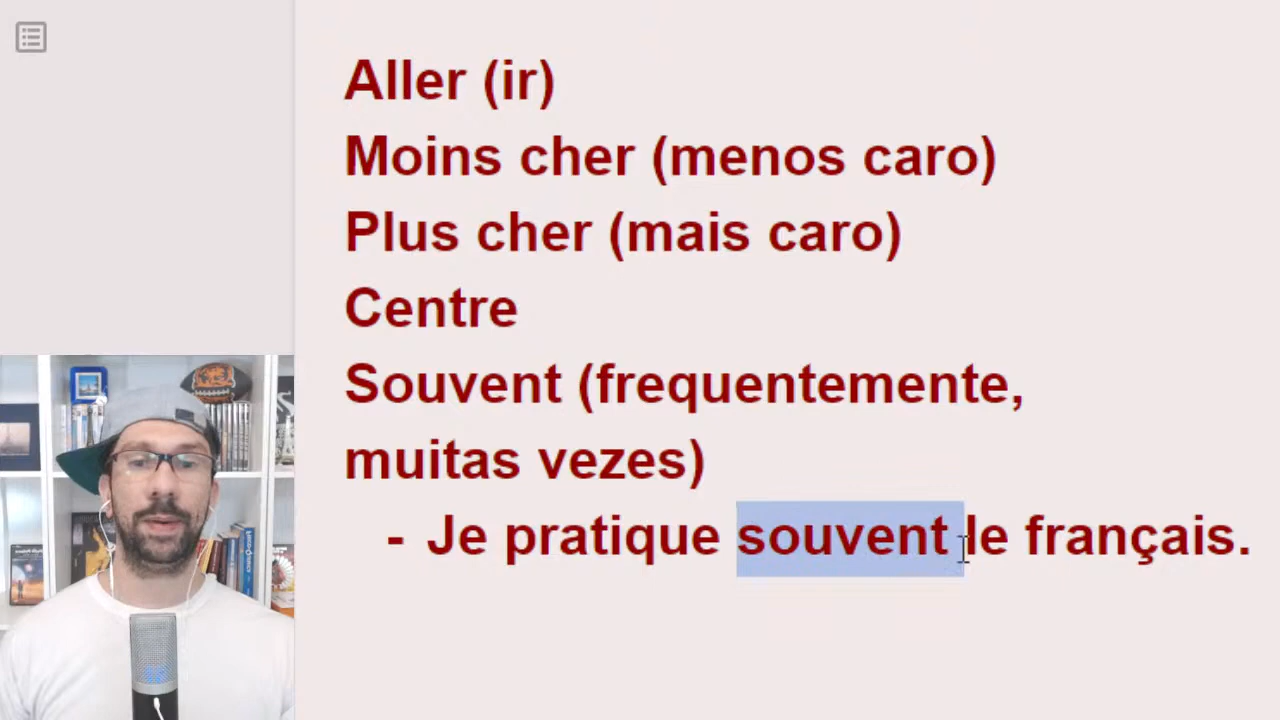 Aller (ir)
Moins cher (menos caro)
Plus cher (mais caro)
Centre
Souvent (frequentemente,
muitas vezes)
- Je pratique souvent le français.